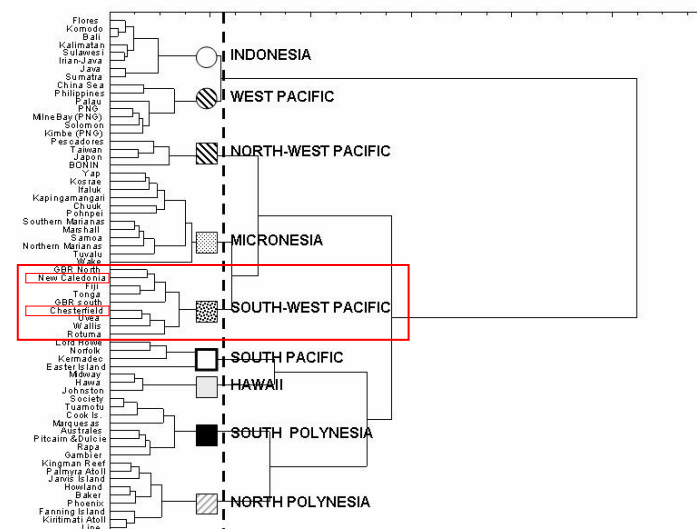 Flores
Komodo
Bali
Kalimatan
Sulawesi
Irian-Java
Java
Sumatra
INDONESIA
China Sea
Philippines
Palau
PNG
MilneBay (PNG)
Solomon
Kimbe (PNG)
WEST PACIFIC
Pescadores
Taiwan
Japon
BONIN
NORTH-WEST PACIFIC
Yap
Kosrae
Ifaluk
Kapingamangari
Chuuk
Pohnpei
Southern Marianas
Marshall
Samoa
Northern Marianas
Tuvalu
Wake
MICRONESIA
GBR North
New Caledonia
Fiji
Tonga
GBR south
Chesterfield
Uvea
Wallis
Rotuma
SOUTH-WEST PACIFIC
Lord Howe
Norfolk
Kermadec
Easter Island
SOUTH PACIFIC
Midway
Hawa
Johnston
HAWAII
Society
Tuamotu
Cook Is.
Marquesas
Australes
Pitcairn &Dulcie
Rapa
Gambier
SOUTH POLYNESIA
Kingman Reef
Palmyra Atoll
Jarvis Island
Howland
Baker
Phoenix
Fanning Island
Kiritimati Atoll
Line
NORTH POLYNESIA